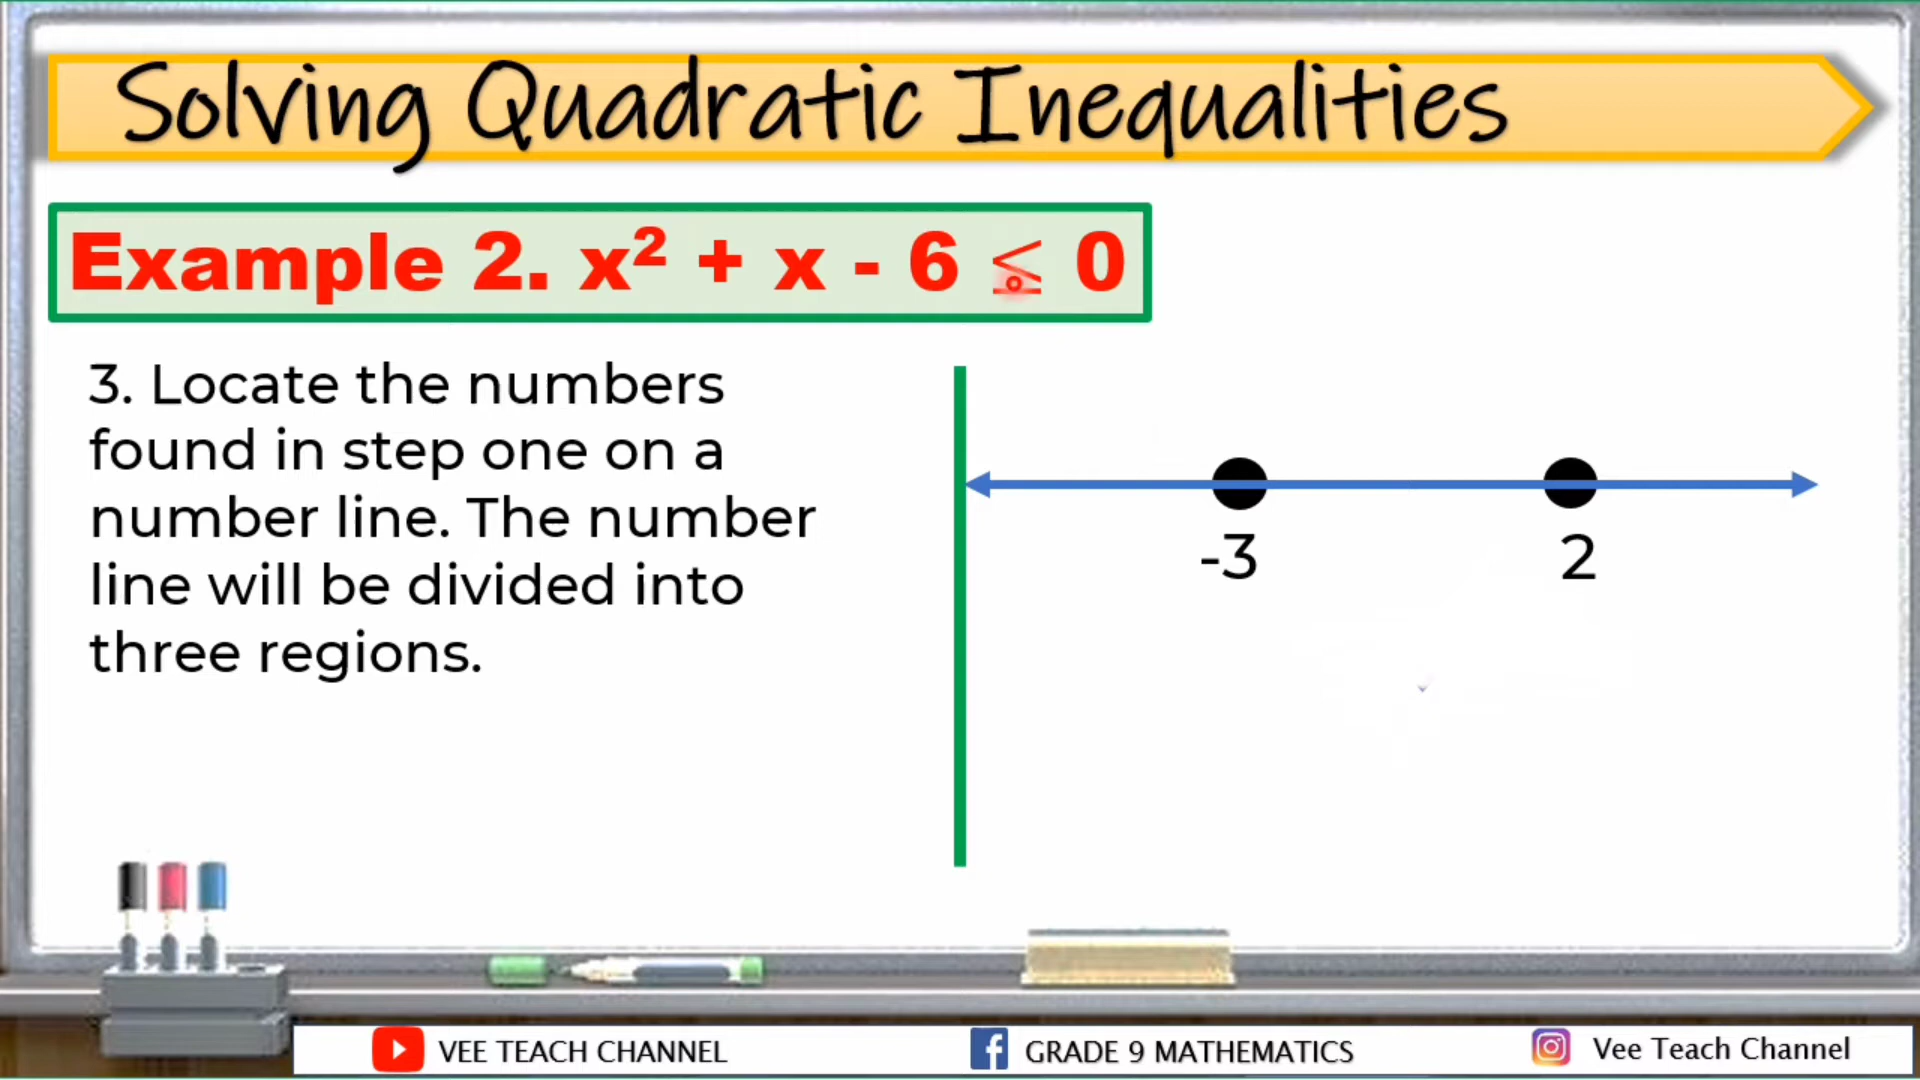 Solving Quadratic Inequalities
Example 2. x² + x - 6 ≤ 0
3. Locate the numbers
found in step one on a
number line. The number
line will be divided into
three regions.
-3 2
VEE TEACH CHANNEL GRADE 9 MATHEMATICS Vee Teach Channel